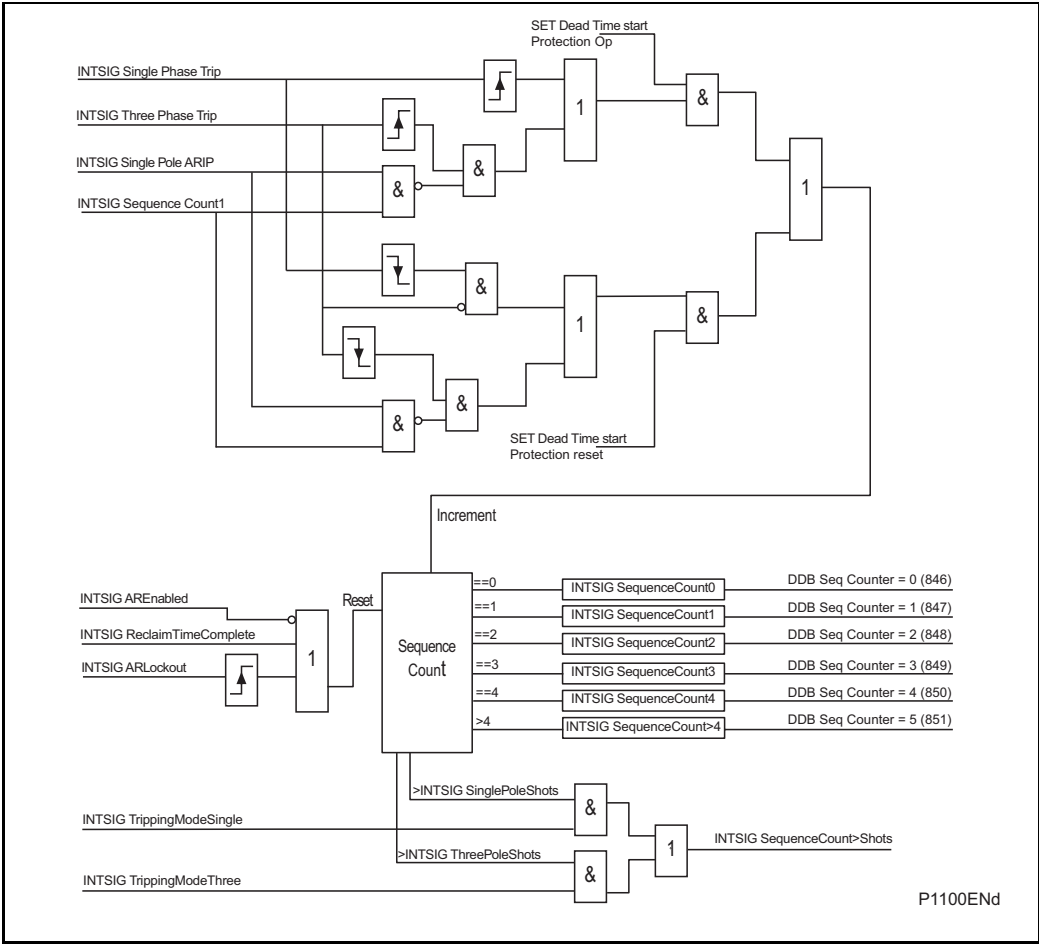 SET Dead Time start
Protection Op
INTSIG Single Phase Trip
1
&
INTSIG Three Phase Trip
INTSIG Single Pole ARIP
&
&
1
INTSIG Sequence Count1
&
1
&
&
&
SET Dead Time start
Protection reset
Increment
==0
INTSIG SequenceCount0
DDB Seq Counter = 0 (846)
INTSIG AREnabled
Reset
==1
INTSIG SequenceCount1
DDB Seq Counter = 1 (847)
INTSIG ReclaimTimeComplete
1
Sequence
Count
==2
INTSIG SequenceCount2
DDB Seq Counter = 2 (848)
INTSIG ARLockout
==3
INTSIG SequenceCount3
DDB Seq Counter = 3 (849)
==4
INTSIG SequenceCount4
DDB Seq Counter = 4 (850)
>4
INTSIG SequenceCount>4
DDB Seq Counter = 5 (851)
>INTSIG SinglePoleShots
&
INTSIG TrippingModeSingle
1
INTSIG SequenceCount>Shots
>INTSIG ThreePoleShots
&
INTSIG TrippingModeThree
P1100ENd